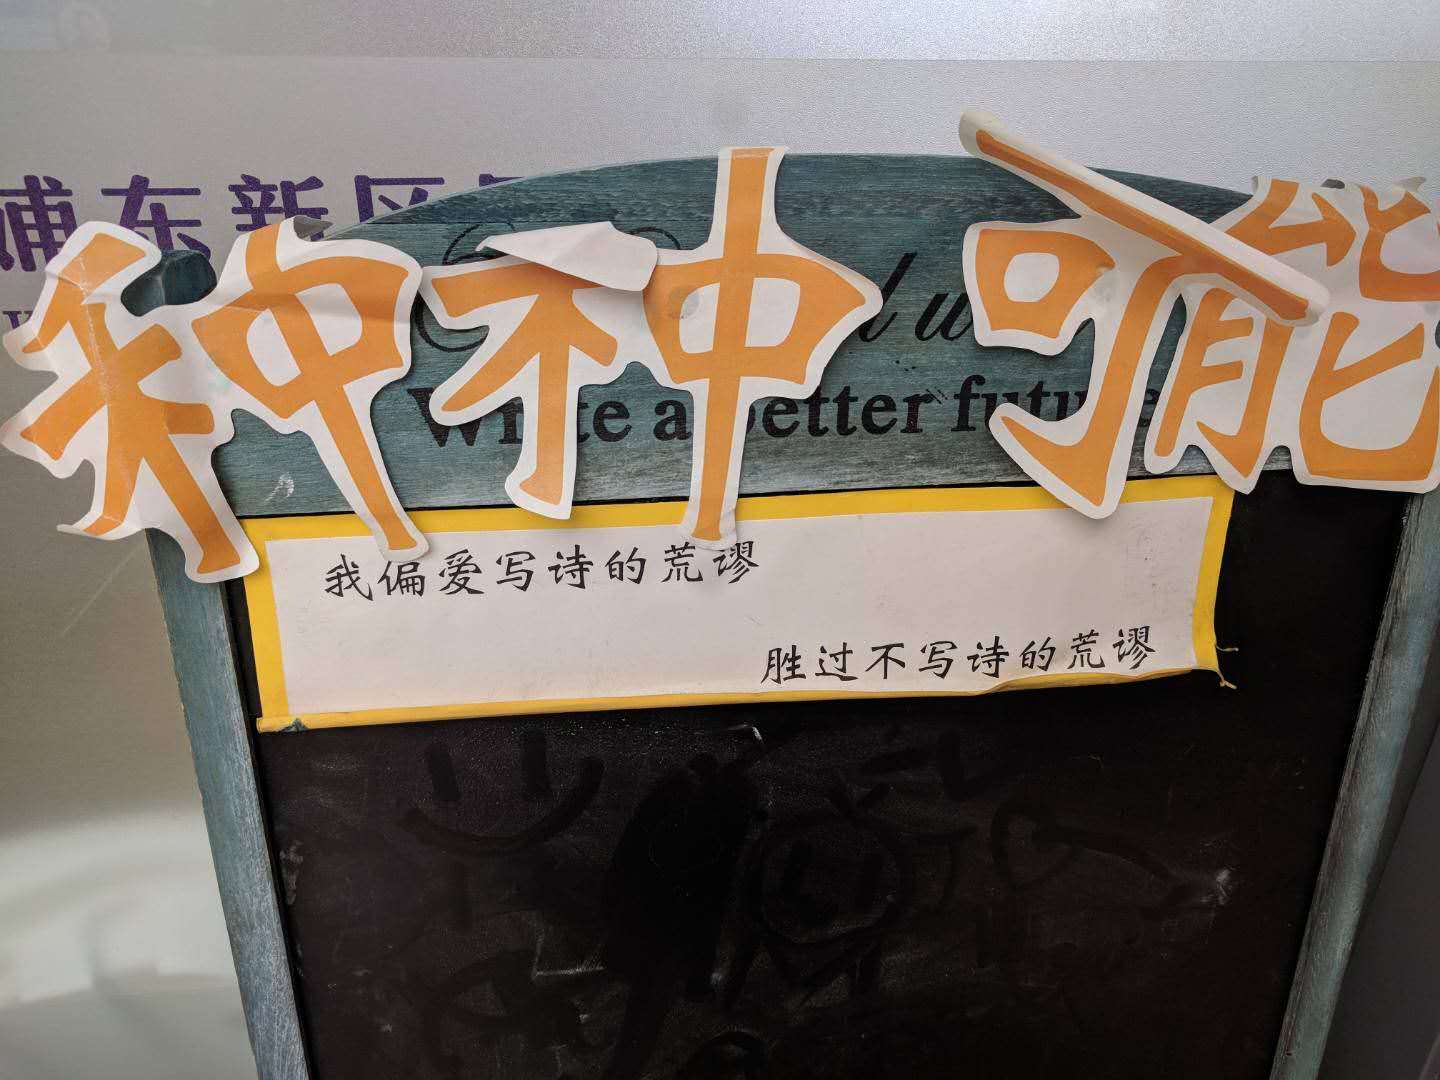 浦东新区
种种可能
Write a better future
我偏爱写诗的荒谬
胜过不写诗的荒谬